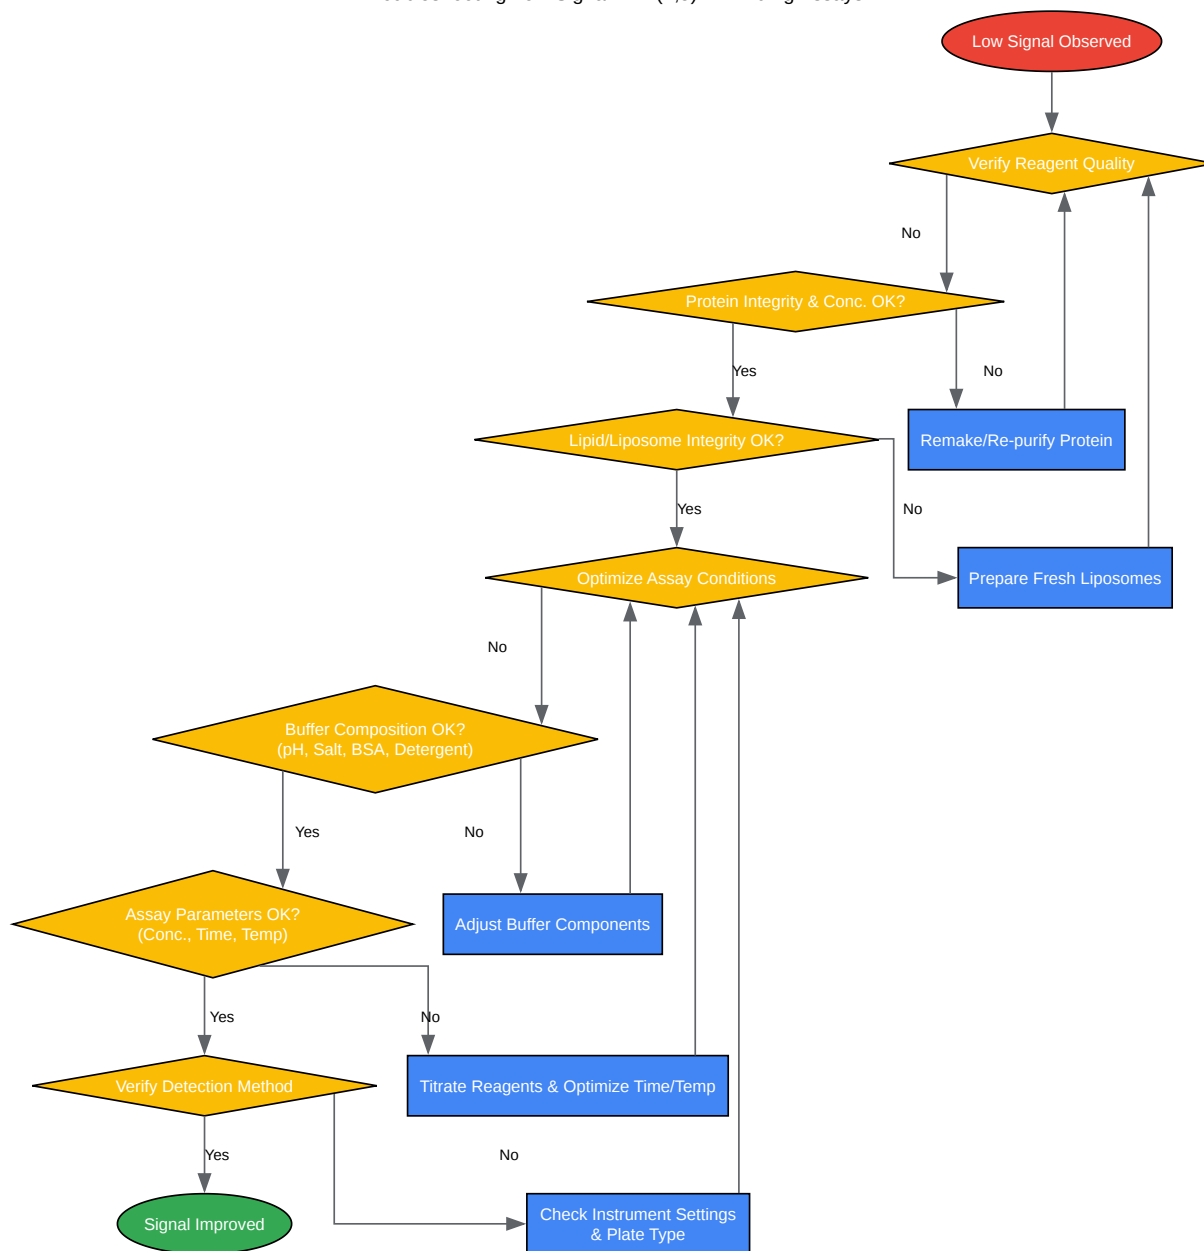 Low Signal Observed
Verify Reagent Quality
No
Protein Integrity & Conc. OK?
Yes
No
Lipid/Liposome Integrity OK?
Remake/Re-purify Protein
Yes
No
Optimize Assay Conditions
Prepare Fresh Liposomes
No
Buffer Composition OK?
(pH, Salt, BSA, Detergent)
Yes
No
Assay Parameters OK?
(Conc., Time, Temp)
Adjust Buffer Components
Yes
No
Verify Detection Method
Titrate Reagents & Optimize Time/Temp
Yes
No
Signal Improved
Check Instrument Settings
& Plate Type